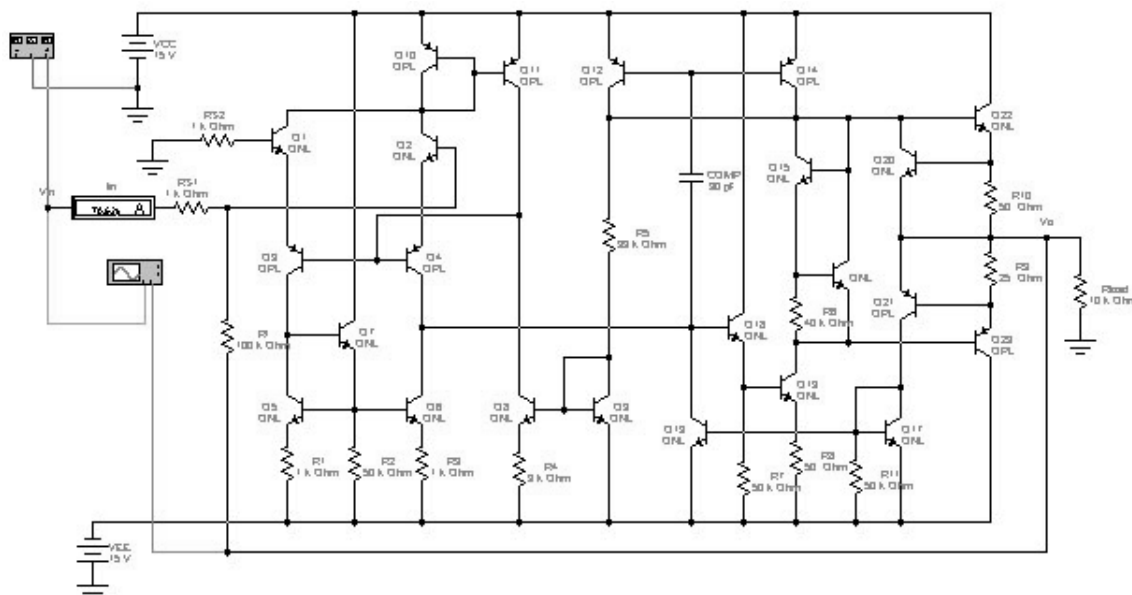 VCC
15 V
Q10
QPL
Q11
QPL
Q12
QPL
Q14
QPL
RS2
1 k Ohm
Q1
QNL
Q2
QNL
Q22
QNL
Q20
QNL
Q15
QNL
COMP
30 pF
Vin
Iin
A
RS1
1 k Ohm
R10
50 Ohm
Vo
R5
39 k Ohm
Q3
QPL
Q4
QPL
QNL
R9
25 Ohm
Rload
10 k Ohm
Q21
QPL
Rf
100 k Ohm
Q7
QNL
Q18
QNL
R6
40 k Ohm
Q23
QPL
Q5
QNL
Q6
QNL
Q8
QNL
Q9
QNL
Q19
QNL
Q13
QNL
Q17
QNL
R1
1 k Ohm
R2
50 k Ohm
R3
1 k Ohm
R4
3 k Ohm
R7
50 k Ohm
R8
50 Ohm
R11
50 k Ohm
VEE
15 V